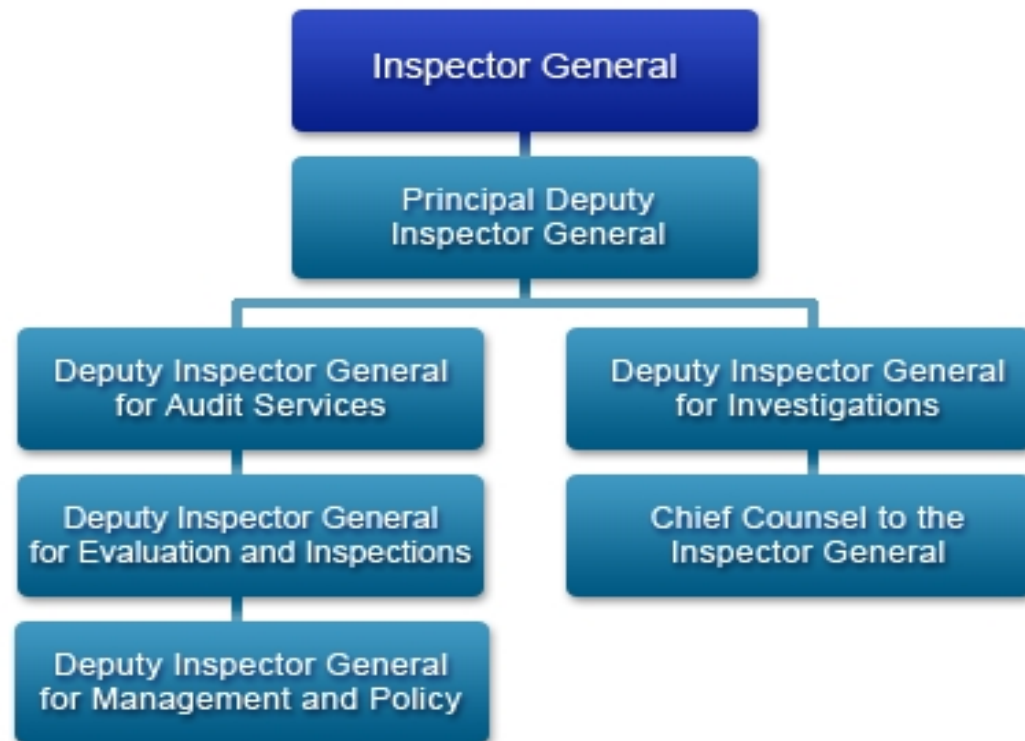 Inspector General
Principal Deputy
Inspector General
Deputy Inspector General
for Audit Services
Deputy Inspector General
for Evaluation and Inspections
Deputy Inspector General
for Management and Policy
Deputy Inspector General
for Investigations
Chief Counsel to the
Inspector General